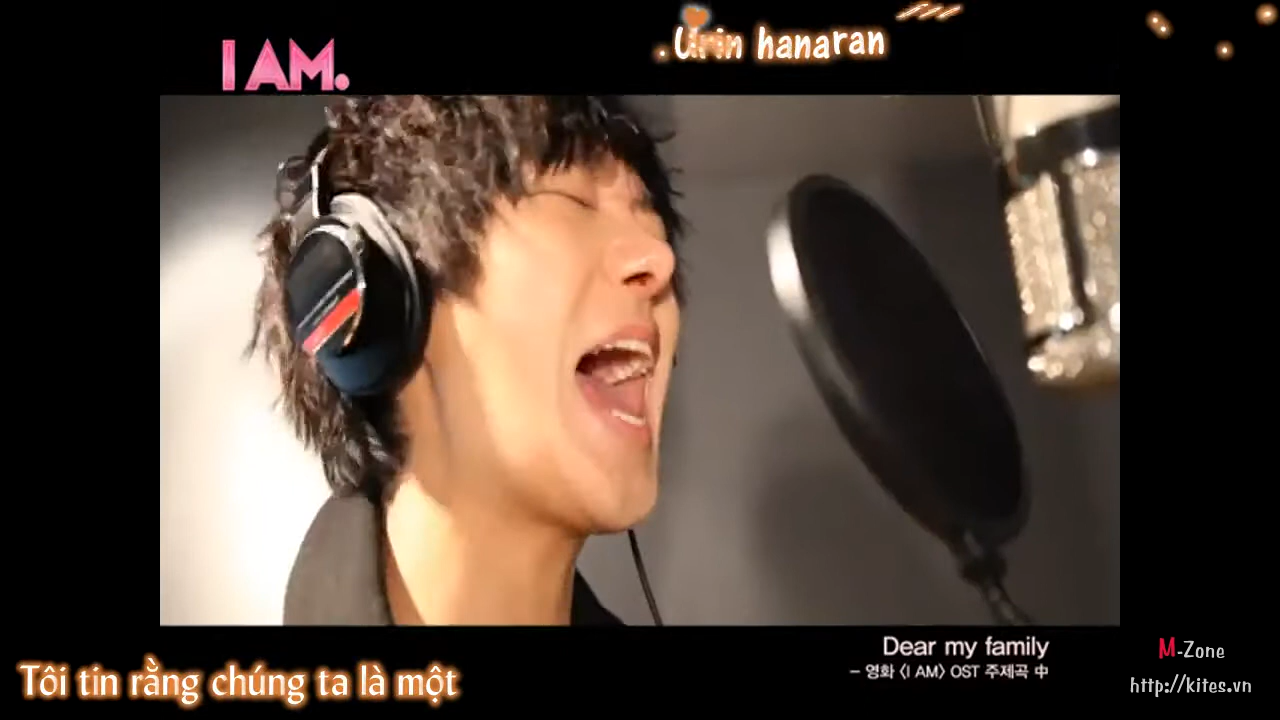 I AM.
Urin hanaran
Dear my family
– 영화 〈I AM〉 OST 주제곡 中
M-Zone
http://kites.vn
Tôi tin rằng chúng ta là một